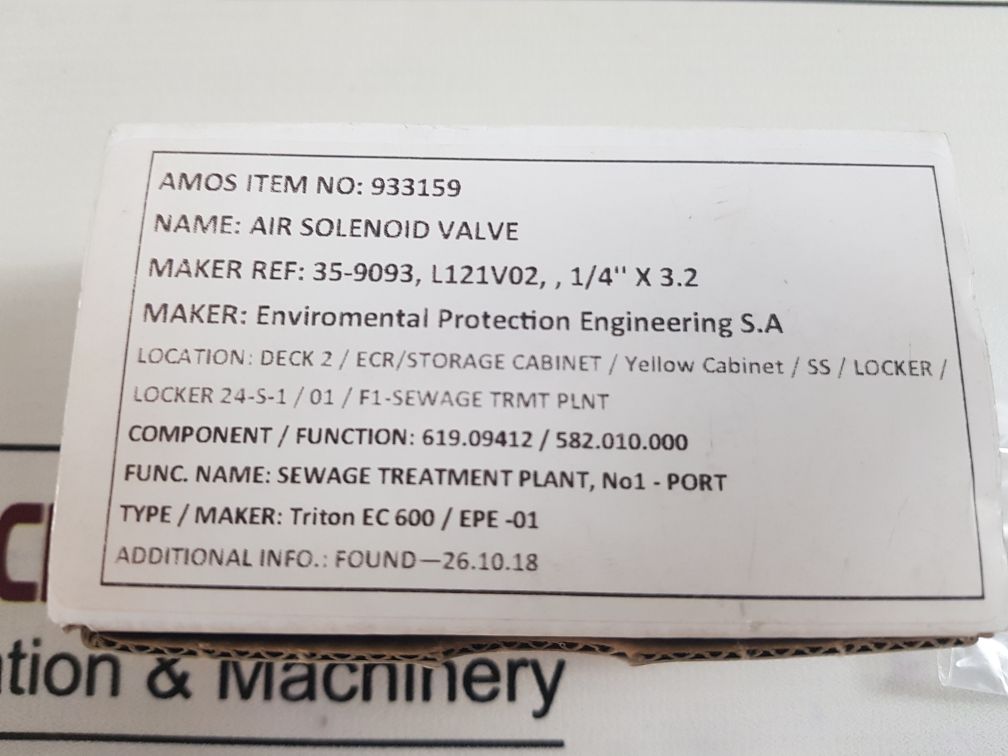 AMOS ITEM NO: 933159
NAME: AIR SOLENOID VALVE
MAKER REF: 35-9093, L121V02, , 1/4'' X 3.2
MAKER: Enviromental Protection Engineering S.A
LOCATION: DECK 2 / ECR/STORAGE CABINET / Yellow Cabinet / SS / LOCKER /
LOCKER 24-S-1 / 01 / F1-SEWAGE TRMT PLNT
COMPONENT / FUNCTION: 619.09412 / 582.010.000
FUNC. NAME: SEWAGE TREATMENT PLANT, No1 - PORT
TYPE / MAKER: Triton EC 600 / EPE -01
ADDITIONAL INFO.: FOUND—26.10.18
tion & Machinery